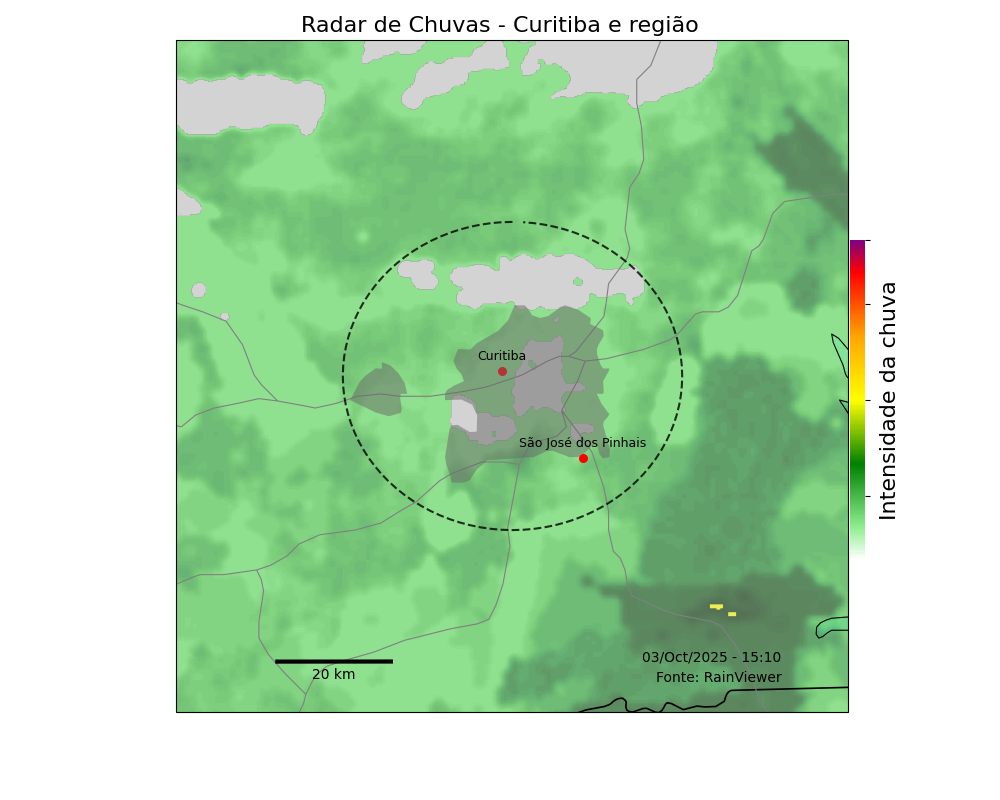 Radar de Chuvas - Curitiba e região
Curitiba
São José dos Pinhais
Intensidade da chuva
20 km
03/Oct/2025 - 15:10
Fonte: RainViewer